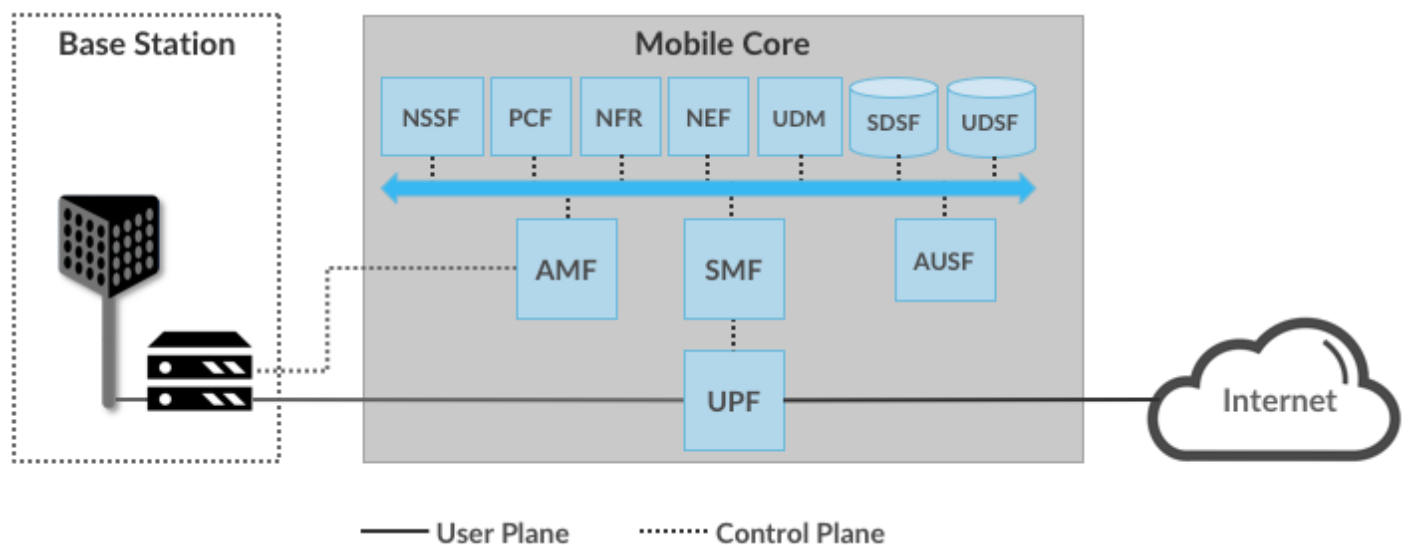 Base Station
Mobile Core
NSSF
PCF
NFR
NEF
UDM
SDSF
UDSF
AMF
SMF
AUSF
UPF
Internet
User Plane
Control Plane